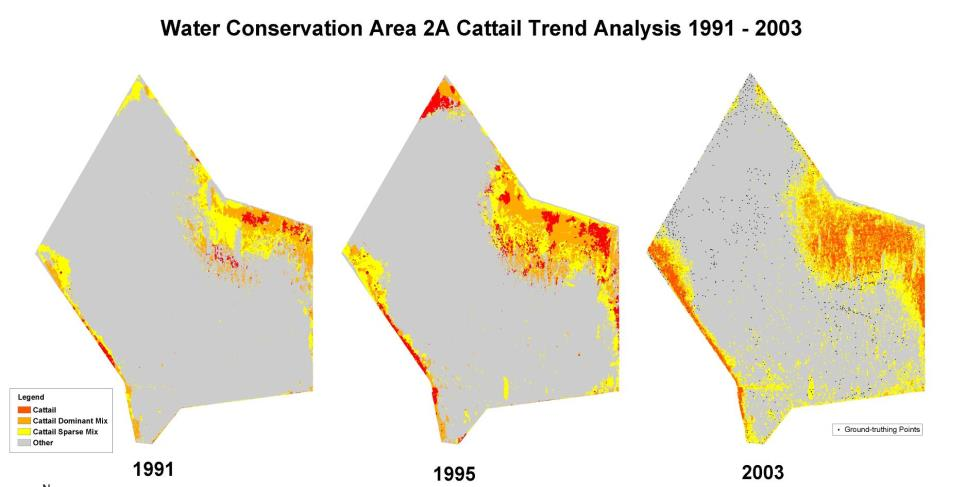 Water Conservation Area 2A Cattail Trend Analysis 1991 - 2003
Legend
Cattail
Cattail Dominant Mix
Cattail Sparse Mix
Other
Ground-truthing Points
1991
1995
2003
N